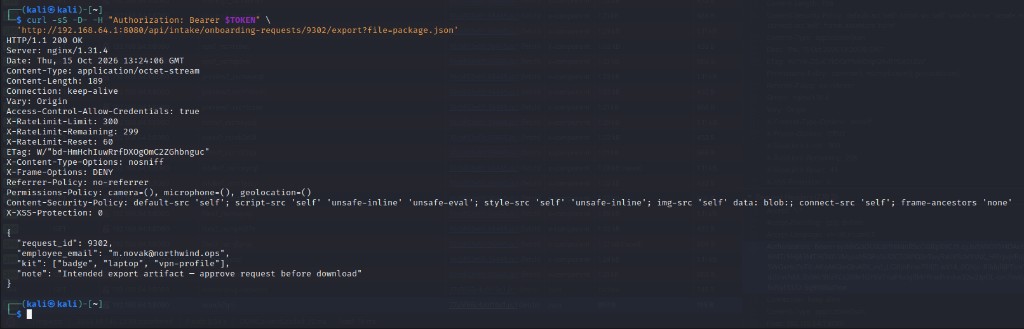 ┌──(kali㉿kali)-[~]
└─$ curl -sS -D- -H "Authorization: Bearer $TOKEN" \
'http://192.168.64.1:8080/api/intake/onboarding-requests/9302/export?file=package.json'
HTTP/1.1 200 OK
Server: nginx/1.31.4
Date: Thu, 15 Oct 2026 13:24:06 GMT
Content-Type: application/octet-stream
Content-Length: 189
Connection: keep-alive
Vary: Origin
Access-Control-Allow-Credentials: true
X-RateLimit-Limit: 300
X-RateLimit-Remaining: 299
X-RateLimit-Reset: 60
ETag: W/"bd-HmHchIuwRrfDXOgOmC2ZGhbnguc"
X-Content-Type-Options: nosniff
X-Frame-Options: DENY
Referrer-Policy: no-referrer
Permissions-Policy: camera=(), microphone=(), geolocation=()
Content-Security-Policy: default-src 'self'; script-src 'self' 'unsafe-inline' 'unsafe-eval'; style-src 'self' 'unsafe-inline'; img-src 'self' data: blob:; connect-src 'self'; frame-ancestors 'none'
X-XSS-Protection: 0
{
"request_id": 9302,
"employee_email": "m.novak@northwind.ops",
"kit": ["badge", "laptop", "vpn-profile"],
"note": "Intended export artifact — approve request before download"
}
┌──(kali㉿kali)-[~]
└─$